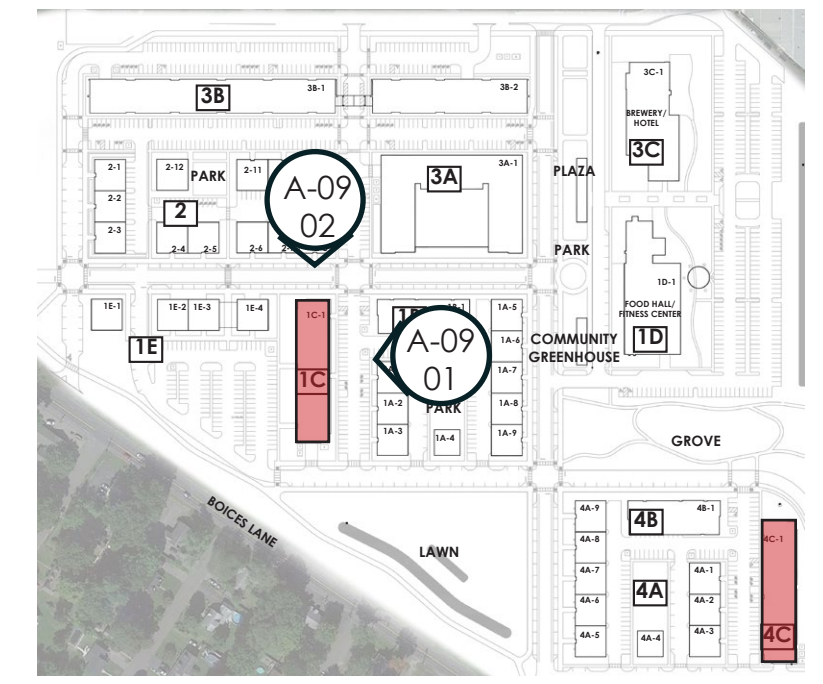 3C-1
3B-1
3B-2
3B
BREWERY/
HOTEL
3C
2-1
2-12
PARK
2-11
3A-1
3A
PLAZA
A-09
02
2-2
2
2-3
2-4
2-5
2-6
PARK
1D-1
1E-1
1E-2
1E-3
1E-4
1C-1
1B-1
1A-5
FOOD HALL/
FITNESS CENTER
1D
1E
A-09
01
1A-6
COMMUNITY
GREENHOUSE
1C
1A-7
1A-2
PARK
1A-8
1A-3
1A-4
1A-9
GROVE
BOICES LANE
LAWN
4A-9
4B
4B-1
4A-8
4C-1
4A-7
4A-1
4A
4A-6
4A-2
4A-5
4A-4
4A-3
4C